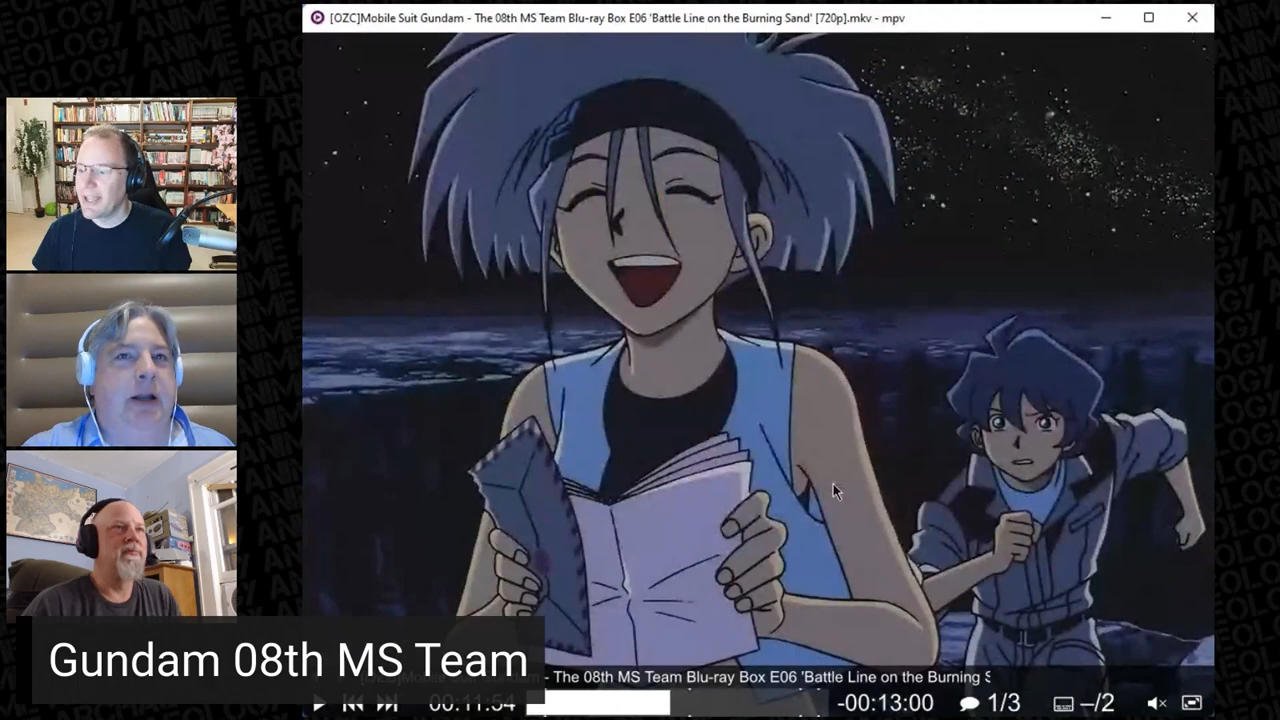 [OZC]Mobile Suit Gundam - The 08th MS Team Blu-ray Box E06 'Battle Line on the Burning Sand' [720p].mkv - mpv
Gundam 08th MS Team
- The 08th MS Team Blu-ray Box E06 'Battle Line on the Burning S
00:11:54
-00:13:00
1/3
–/2